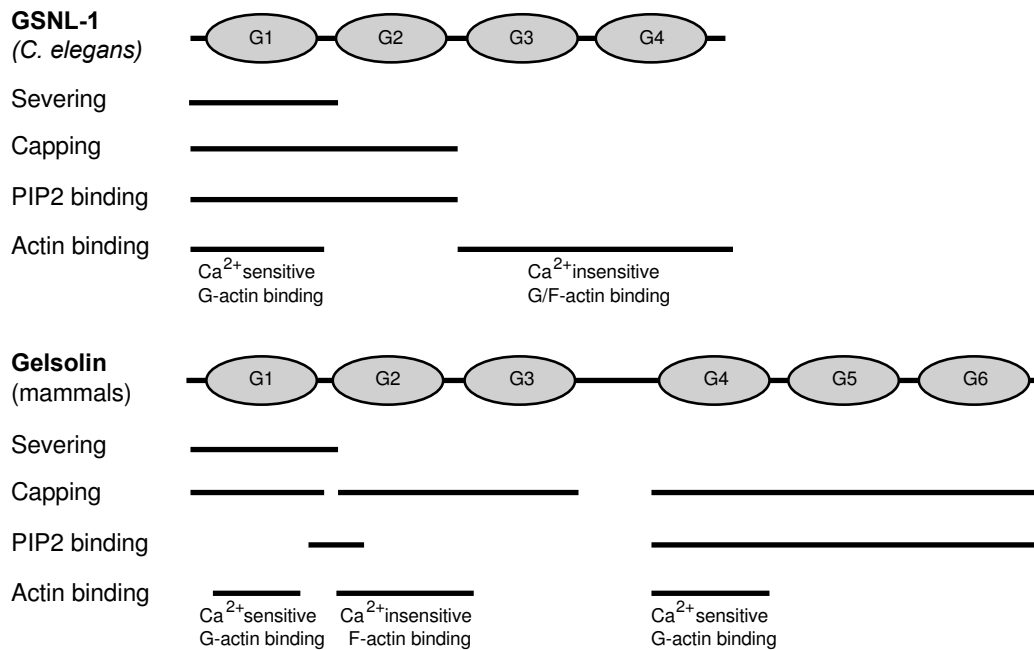 GSNL-1
(C. elegans)
G1 G2 G3 G4
Severing
Capping
PIP2 binding
Actin binding
Ca2+sensitive
G-actin binding
Ca2+insensitive
G/F-actin binding
Gelsolin
(mammals)
G1 G2 G3 G4 G5 G6
Severing
Capping
PIP2 binding
Actin binding
Ca2+sensitive
G-actin binding
Ca2+insensitive
F-actin binding
Ca2+sensitive
G-actin binding